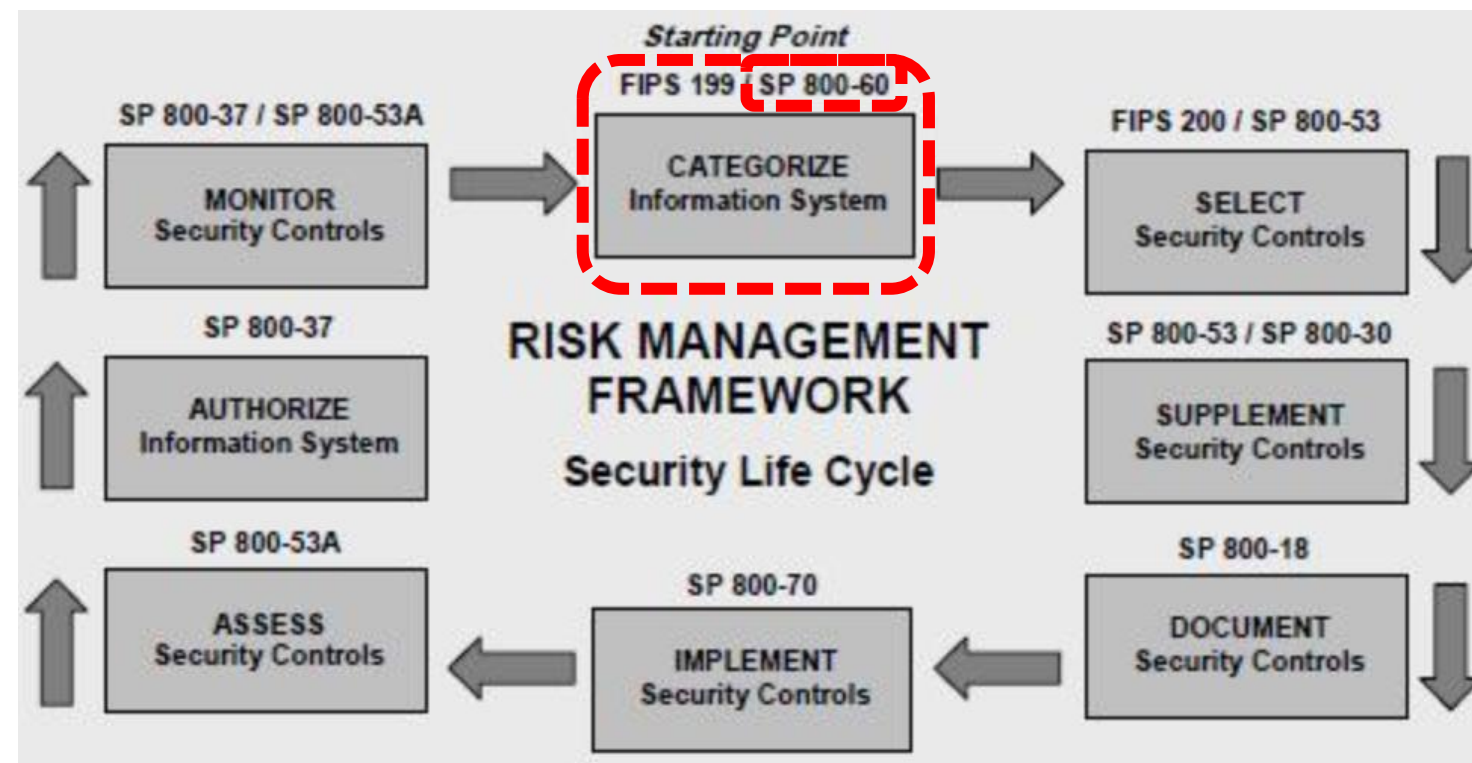 Starting Point
FIPS 199 / SP 800-60
CATEGORIZE
Information System
SP 800-37 / SP 800-53A
MONITOR
Security Controls
FIPS 200 / SP 800-53
SELECT
Security Controls
RISK MANAGEMENT
FRAMEWORK
Security Life Cycle
SP 800-37
AUTHORIZE
Information System
SP 800-53 / SP 800-30
SUPPLEMENT
Security Controls
SP 800-53A
ASSESS
Security Controls
SP 800-70
IMPLEMENT
Security Controls
SP 800-18
DOCUMENT
Security Controls